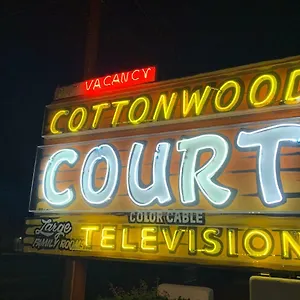 VACANCY
COTTONWOOD
COURT
COLOR CABLE
Large
FAMILY ROOMS
TELEVISION